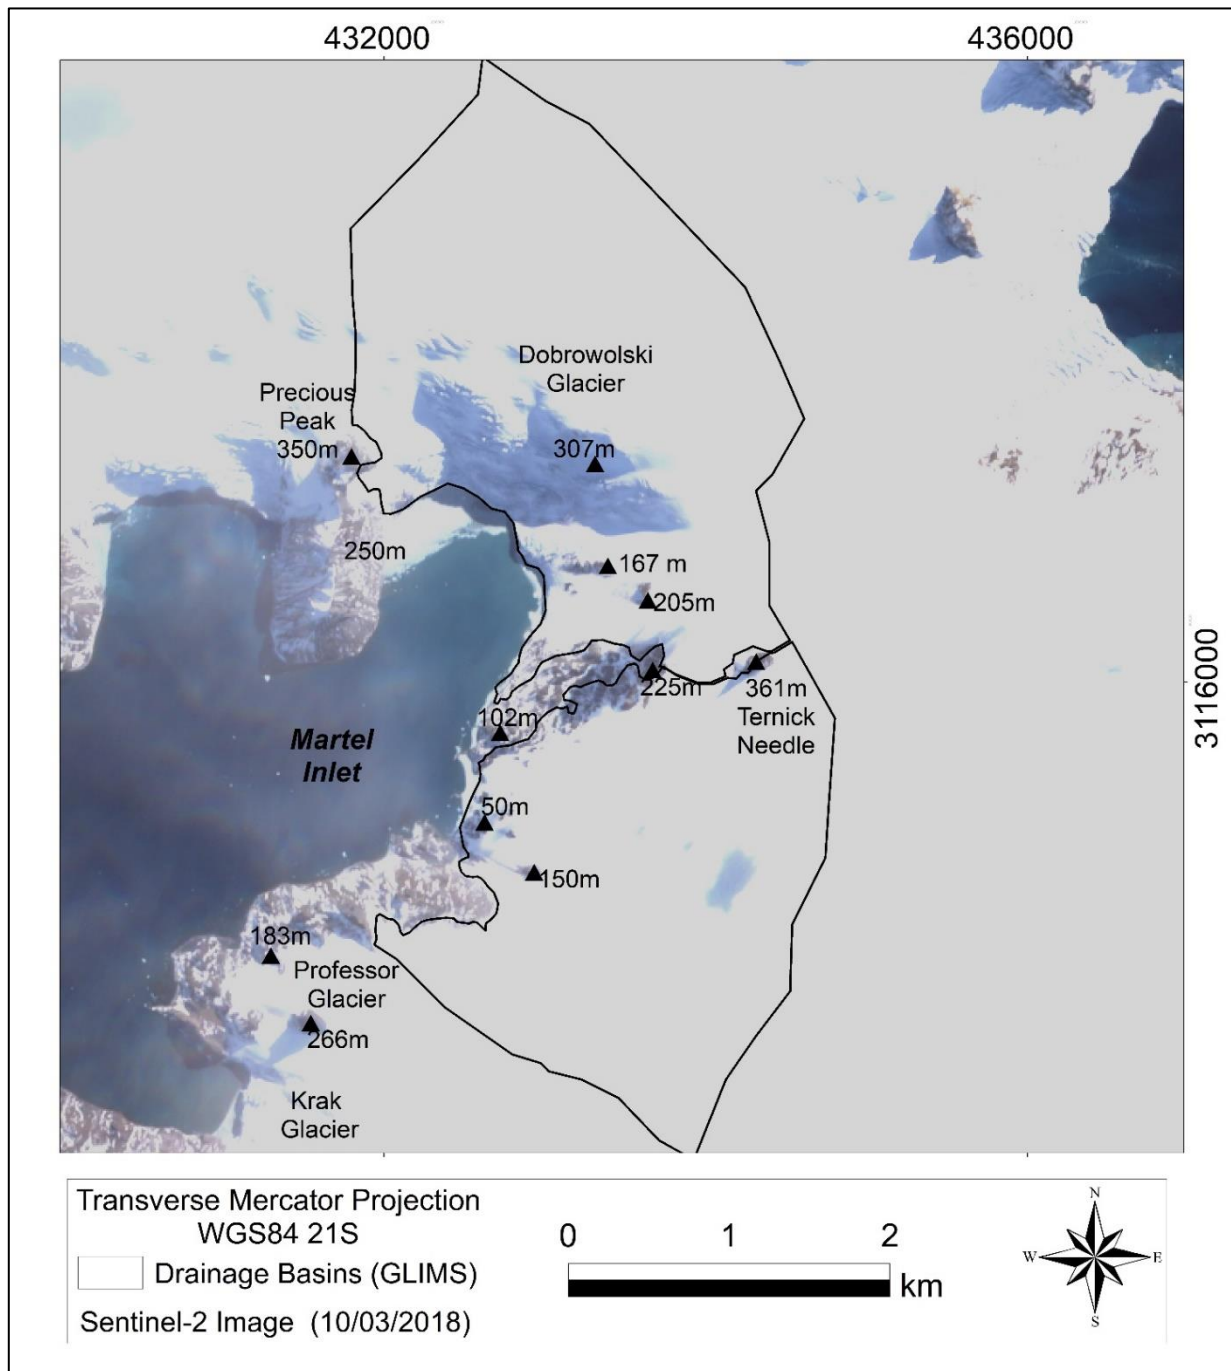 432000
436000
Dobrowolski
Glacier
Precious
Peak
350m
307m
250m
167 m
205m
3116000
225m
361m
Ternick
Needle
102m
Martel
Inlet
50m
150m
183m
Professor
Glacier
266m
Krak
Glacier
Transverse Mercator Projection
WGS84 21S
Drainage Basins (GLIMS)
Sentinel-2 Image (10/03/2018)
0 1 2
km
N
W E
S